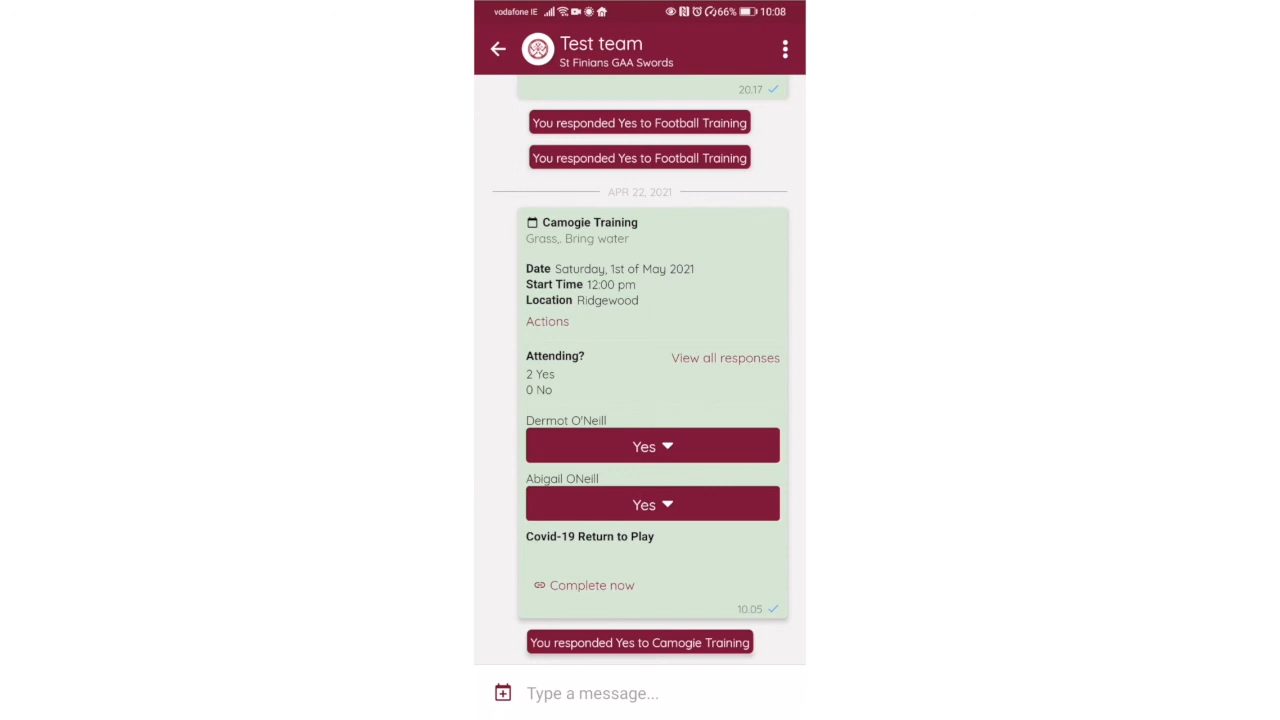 vodafone IE 66% 10:08
Test team
St Finians GAA Swords
20.17
You responded Yes to Football Training
You responded Yes to Football Training
APR 22, 2021
Camogie Training
Grass,. Bring water
Date Saturday, 1st of May 2021
Start Time 12:00 pm
Location Ridgewood
Actions
Attending? View all responses
2 Yes
0 No
Dermot O'Neill
Yes
Abigail ONeill
Yes
Covid-19 Return to Play
Complete now
10.05
You responded Yes to Camogie Training
Type a message...